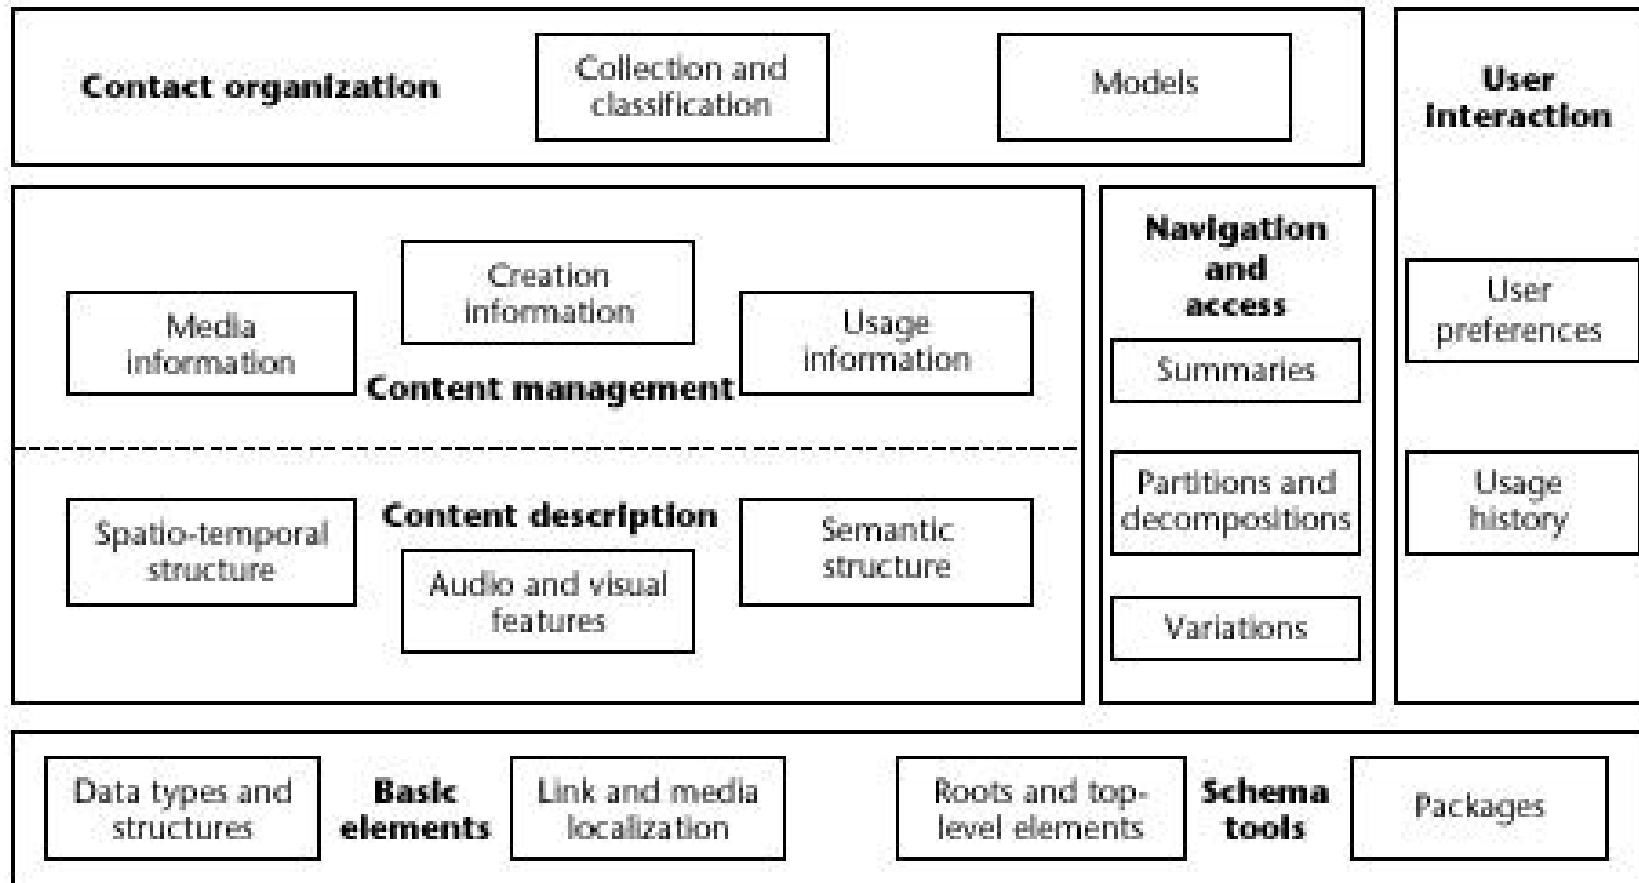 Contact organization
Collection and
classification
Models
User
interaction
Media
information
Creation
information
Usage
information
Content management
Navigation
and
access
Summaries
Partitions and
decompositions
Variations
User
preferences
Usage
history
Spatio-temporal
structure
Content description
Audio and visual
features
Semantic
structure
Data types and
structures
Basic
elements
Link and media
localization
Roots and top-
level elements
Schema
tools
Packages